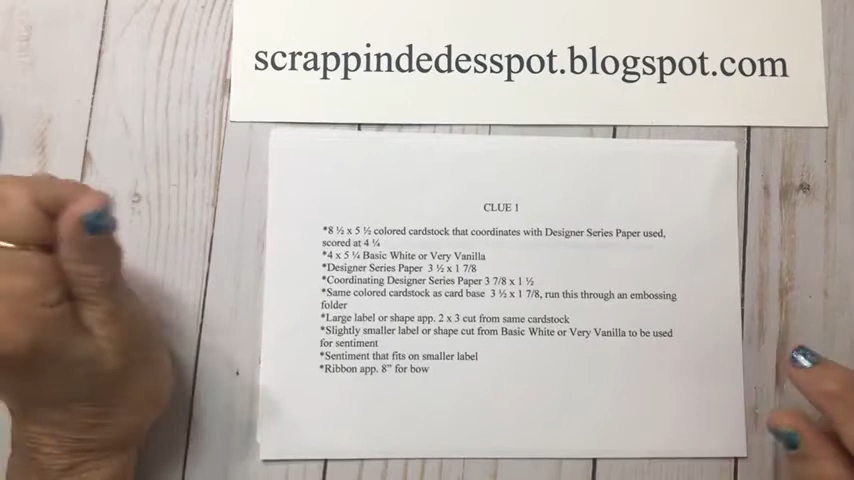 scrappindedesspot.blogspot.com
CLUE 1
*8 ½ x 5 ½ colored cardstock that coordinates with Designer Series Paper used,
scored at 4 ¼
*4 x 5 ¼ Basic White or Very Vanilla
*Designer Series Paper 3 ½ x 1 7/8
*Coordinating Designer Series Paper 3 7/8 x 1 ½
*Same colored cardstock as card base 3 ½ x 1 7/8, run this through an embossing
folder
*Large label or shape app. 2 x 3 cut from same cardstock
*Slightly smaller label or shape cut from Basic White or Very Vanilla to be used
for sentiment
*Sentiment that fits on smaller label
*Ribbon app. 8" for bow